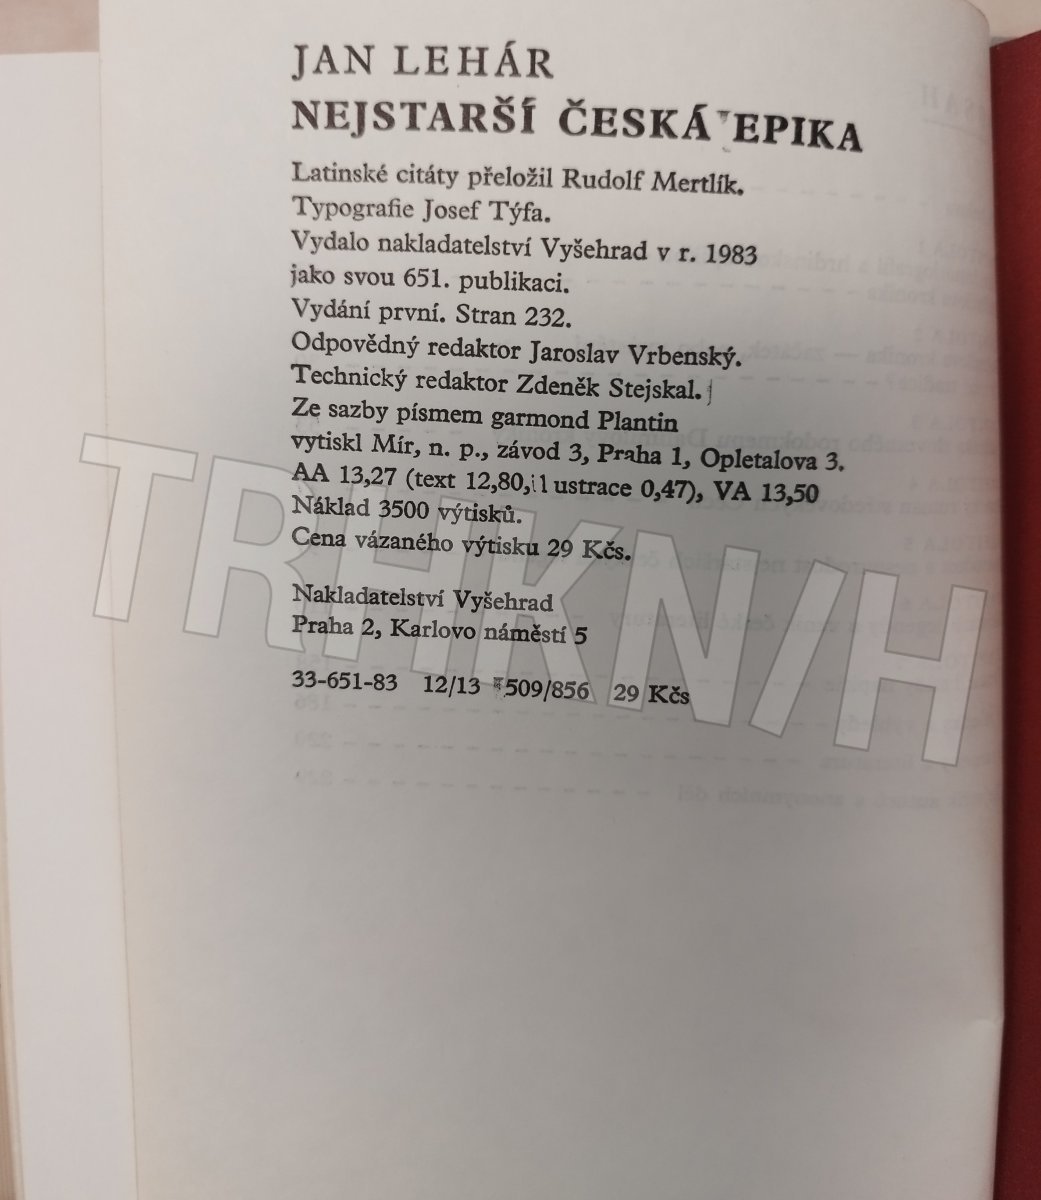 JAN LEHÁR
NEJSTARŠÍ ČESKÁ EPIKA
Latinské citáty přeložil Rudolf Mertlík.
Typografie Josef Týfa.
Vydalo nakladatelství Vyšehrad v r. 1983
jako svou 651. publikaci.
Vydání první. Stran 232.
Odpovědný redaktor Jaroslav Vrbenský.
Technický redaktor Zdeněk Stejskal.
Ze sazby písmem garmond Plantin
vytiskl Mír, n. p., závod 3, Praha 1, Opletalova 3.
AA 13,27 (text 12,80, il ustrace 0,47), VA 13,50
Náklad 3500 výtisků.
Cena vázaného výtisku 29 Kčs.
Nakladatelství Vyšehrad
Praha 2, Karlovo náměstí 5
33-651-83 12/13 509/856 29 Kčs
TRHKNIH